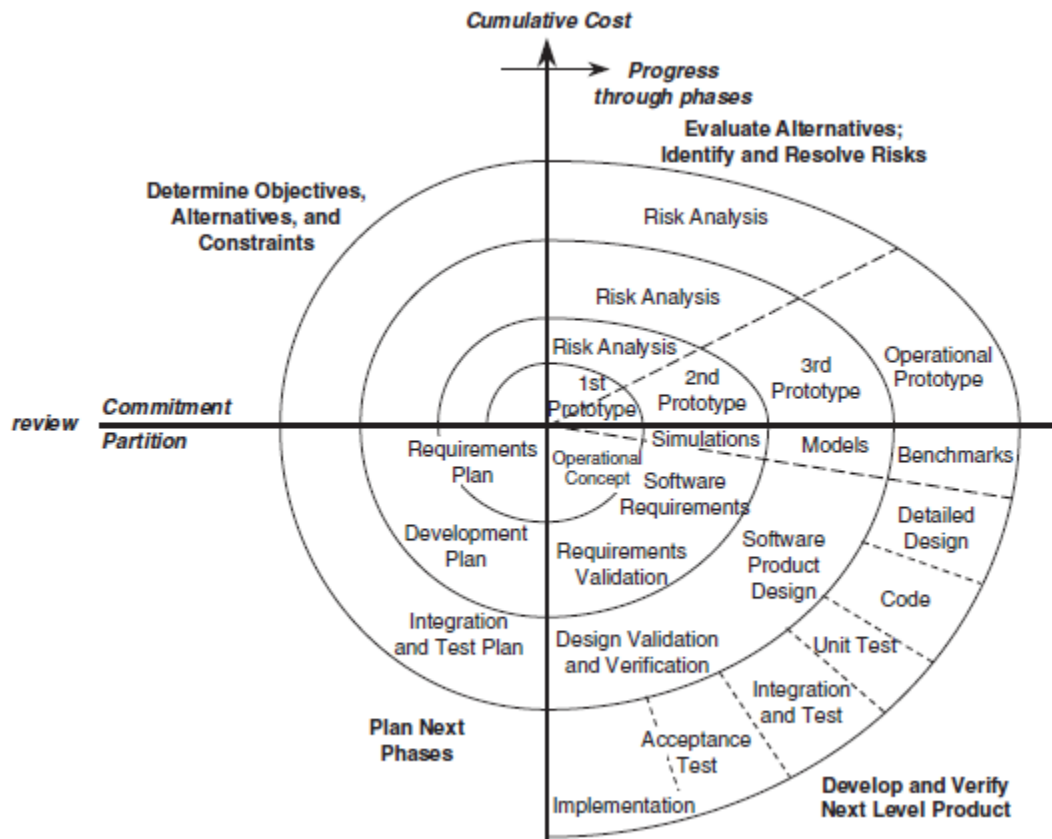 Cumulative Cost
Progress
through phases
Evaluate Alternatives;
Identify and Resolve Risks
Determine Objectives,
Alternatives, and
Constraints
Risk Analysis
Risk Analysis
Risk Analysis
1st
Prototype
2nd
Prototype
3rd
Prototype
Operational
Prototype
review
Commitment
Partition
Requirements
Plan
Operational
Concept
Simulations
Models
Benchmarks
Software
Requirements
Detailed
Design
Development
Plan
Requirements
Validation
Software
Product
Design
Code
Integration
and Test Plan
Design Validation
and Verification
Unit Test
Integration
and Test
Plan Next
Phases
Acceptance
Test
Implementation
Develop and Verify
Next Level Product